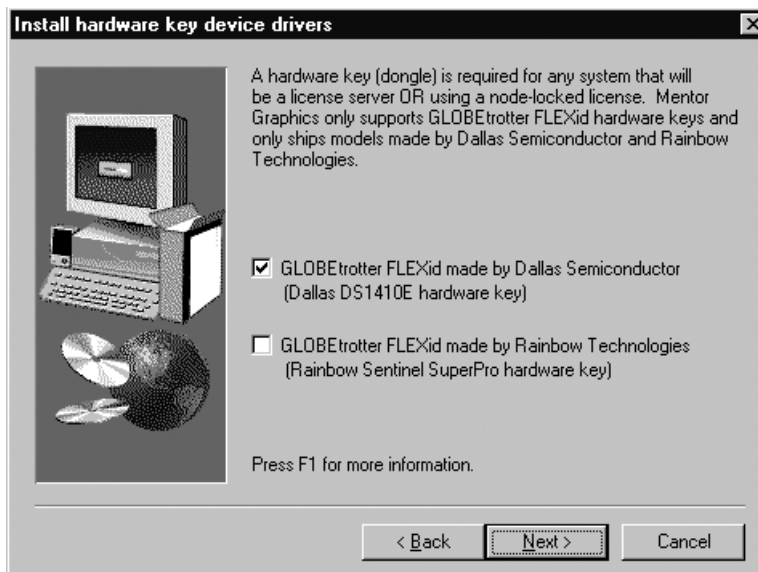 Install hardware key device drivers
A hardware key (dongle) is required for any system that will
be a license server OR using a node-locked license.  Mentor
Graphics only supports GLOBEtrotter FLEXid hardware keys and
only ships models made by Dallas Semiconductor and Rainbow
Technologies.
GLOBEtrotter FLEXid made by Dallas Semiconductor
(Dallas DS1410E hardware key)
GLOBEtrotter FLEXid made by Rainbow Technologies
(Rainbow Sentinel SuperPro hardware key)
Press F1 for more information.
< Back
Next >
Cancel